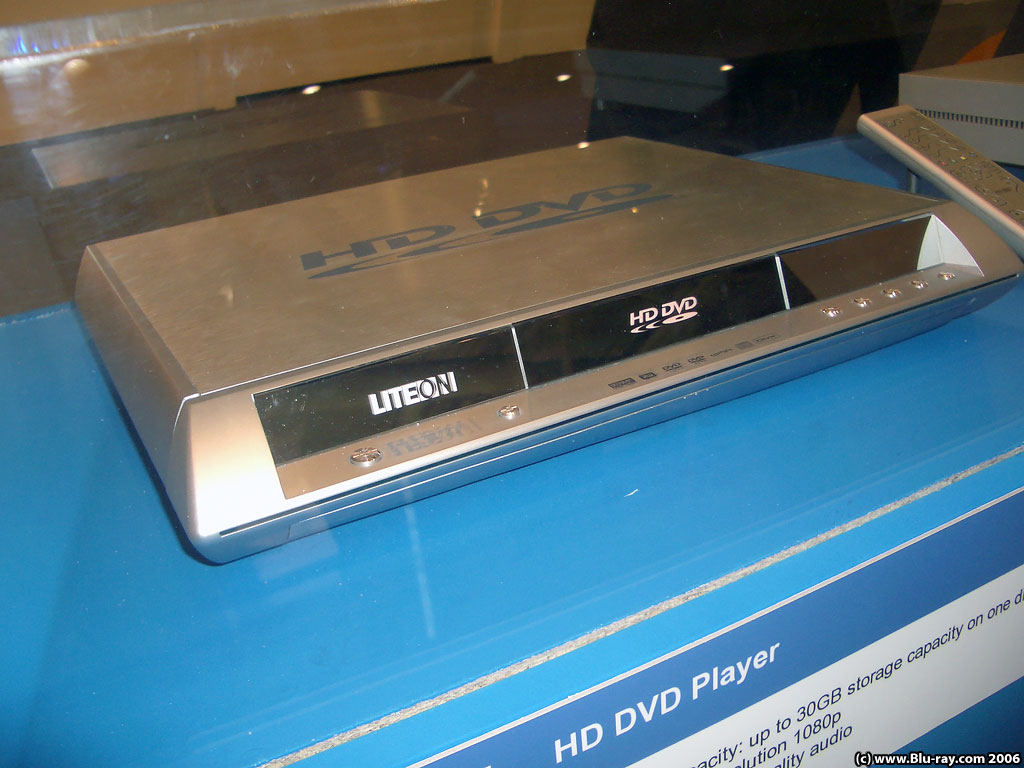 HD DVD
HD DVD
LITEON
HD DVD Player
acity: up to 30GB storage capacity on one d
olution 1080p
ality audio
(c) www.Blu-ray.com 2006